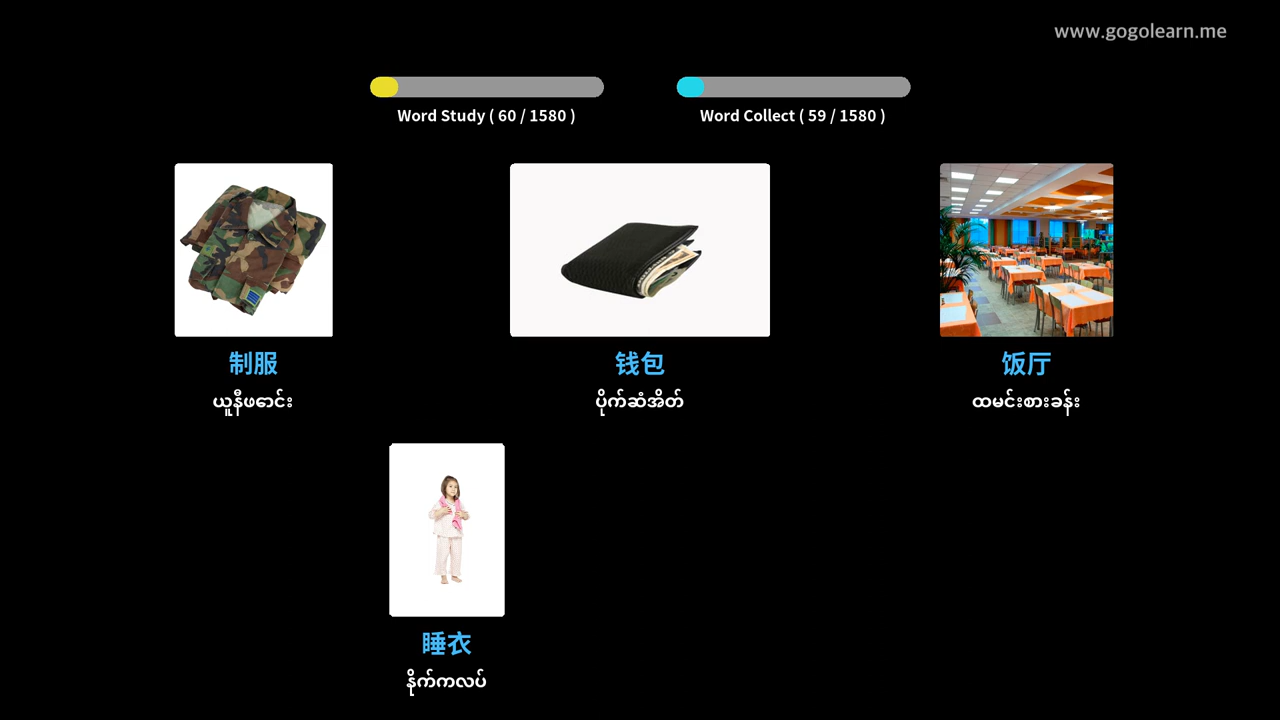 www.gogolearn.me
Word Study ( 60 / 1580 )
Word Collect ( 59 / 1580 )
制服
ယူနီဖောင်း
钱包
ပိုက်ဆံအိတ်
饭厅
ထမင်းစားခန်း
睡衣
နိုက်ကလပ်